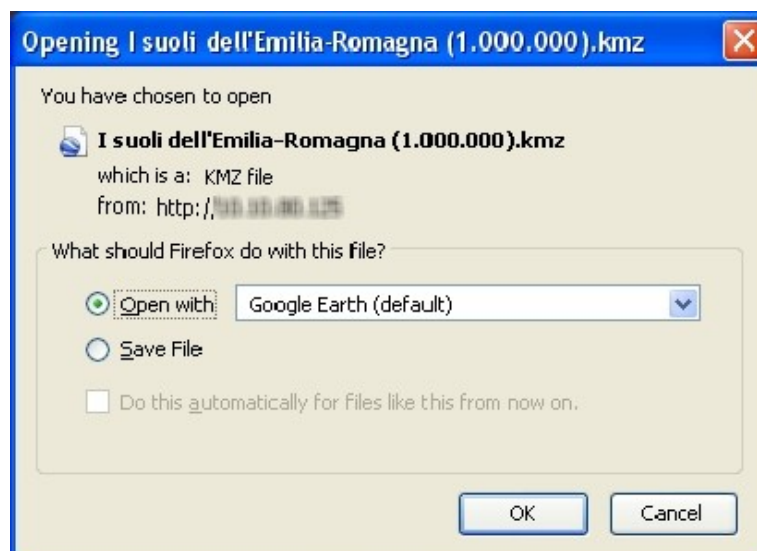 Opening I suoli dell'Emilia-Romagna (1.000.000).kmz
You have chosen to open
I suoli dell'Emilia-Romagna (1.000.000).kmz
which is a: KMZ file
from: http:/
What should Firefox do with this file?
Open with Google Earth (default)
Save File
Do this automatically for files like this from now on.
OK Cancel